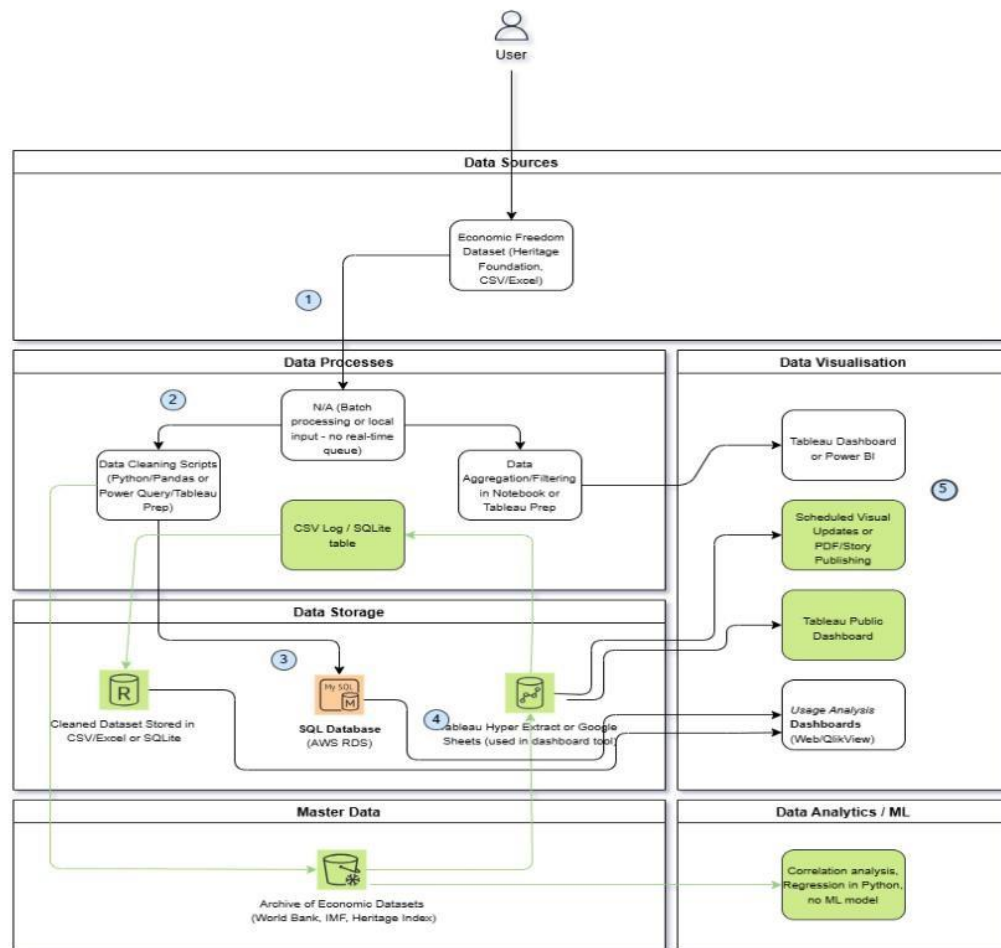 User
Data Sources
Economic Freedom
Dataset (Heritage
Foundation,
CSV/Excel)
1
Data Processes
2
N/A (Batch
processing or local
input - no real-time
queue)
Data Cleaning Scripts
(Python/Pandas or
Power Query/Tableau
Prep)
Data
Aggregation/Filtering
in Notebook or
Tableau Prep
CSV Log / SQLite
table
Data Visualisation
Tableau Dashboard
or Power BI
5
Scheduled Visual
Updates or
PDF/Story
Publishing
Tableau Public
Dashboard
Usage Analysis
Dashboards
(Web/QlikView)
Data Storage
3
R
Cleaned Dataset Stored in
CSV/Excel or SQLite
My SQL
M
SQL Database
(AWS RDS)
4
Tableau Hyper Extract or Google
Sheets (used in dashboard tool)
Master Data
Archive of Economic Datasets
(World Bank, IMF, Heritage Index)
Data Analytics / ML
Correlation analysis,
Regression in Python,
no ML model